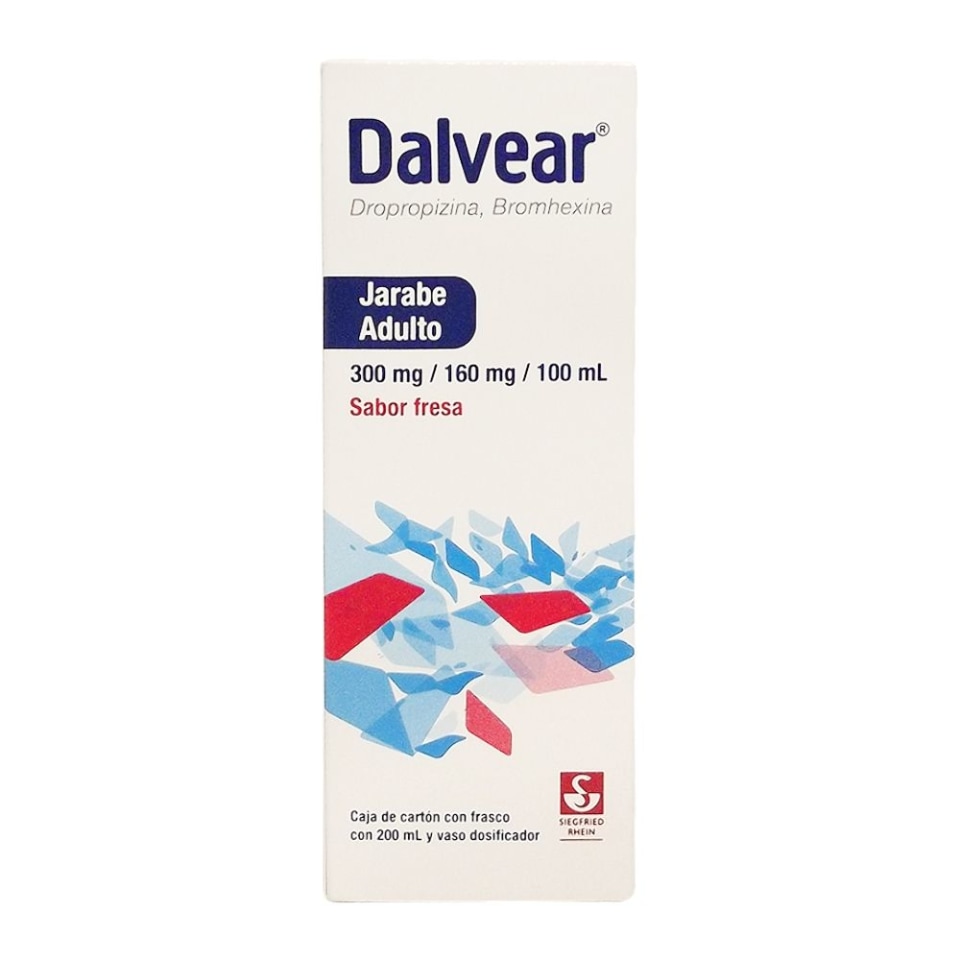 Dalvear®
Dropropizina, Bromhexina
Jarabe
Adulto
300 mg / 160 mg / 100 mL
Sabor fresa
Caja de cartón con frasco
con 200 mL y vaso dosificador
SIEGFRIED
RHEIN